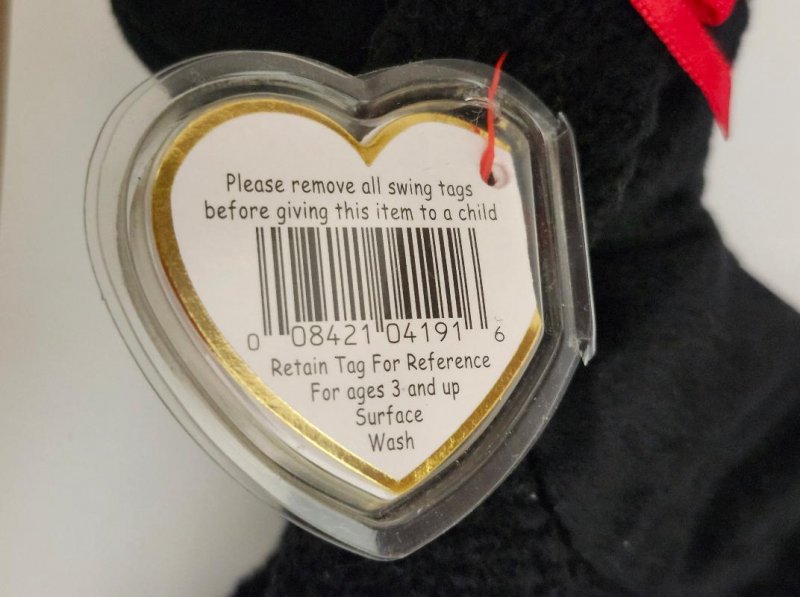 Please remove all swing tags
before giving this item to a child
0 08421 04191 6
Retain Tag For Reference
For ages 3 and up
Surface
Wash